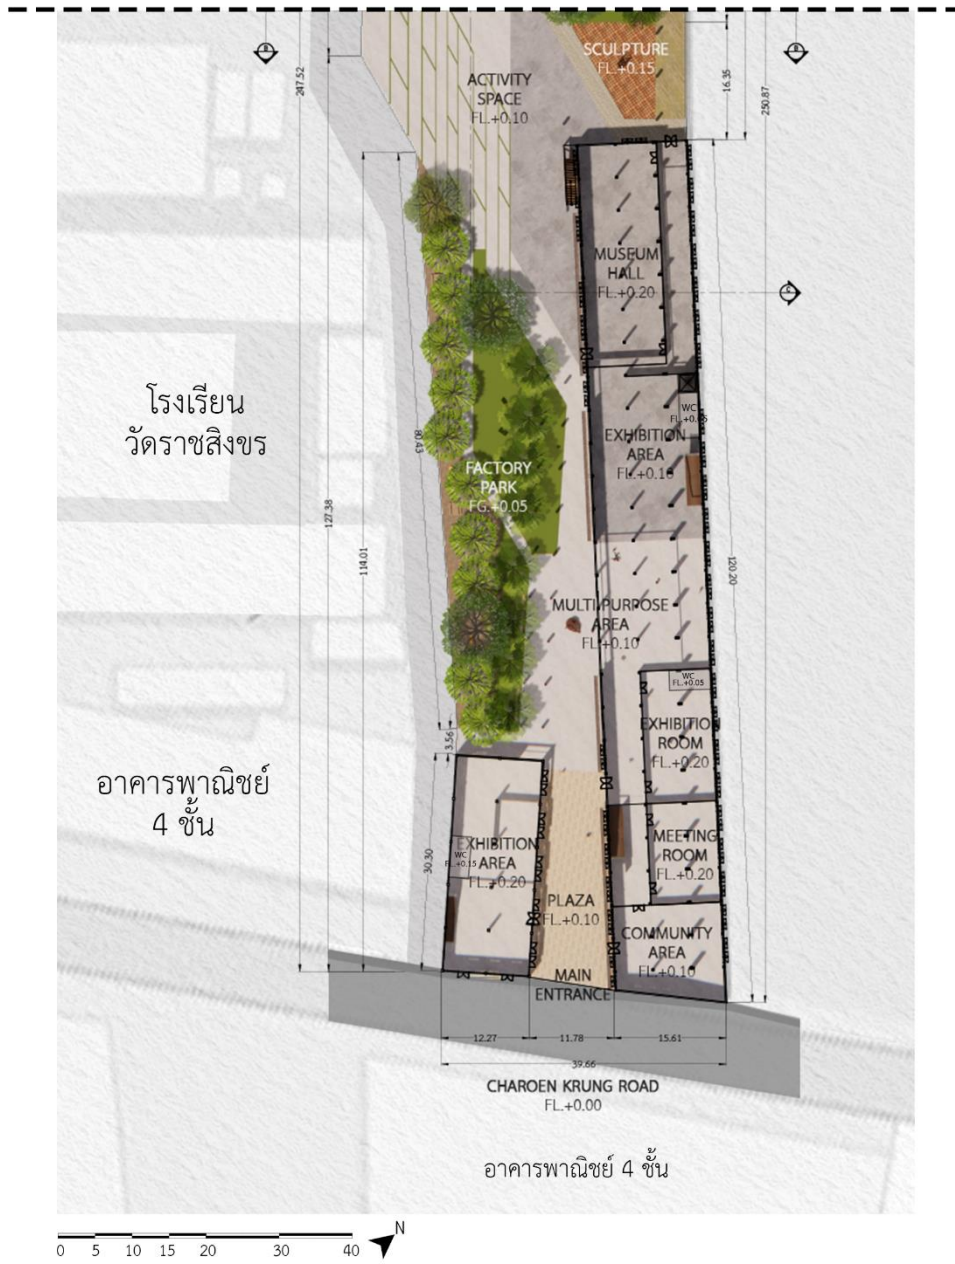 SCULPTURE
FL.+0.15
ACTIVITY
SPACE
FL.+0.10
247.52
16.35
250.87
MUSEUM
HALL
FL.+0.20
WC
EXHIBITION
AREA
FL.+0.10
โรงเรียน
วัดราชสิงขร
80.43
FACTORY
PARK
FG.+0.05
127.38
114.01
120.20
MULTI PURPOSE
AREA
FL.+0.10
WC
FL.+0.05
EXHIBITION
ROOM
FL.+0.20
3.56
อาคารพาณิชย์
4 ชั้น
30.30
EXHIBITION
AREA
FL.+0.20
WC
FL.+0.15
MEETING
ROOM
FL.+0.20
PLAZA
FL.+0.10
COMMUNITY
AREA
FL.+0.10
MAIN
ENTRANCE
12.27 11.78 15.61
39.66
CHAROEN KRUNG ROAD
FL.+0.00
อาคารพาณิชย์ 4 ชั้น
N
0 5 10 15 20 30 40